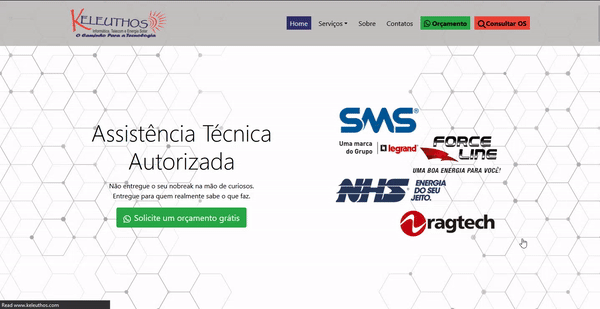 KELEUTHOS
Informática, Telecom e Energia Solar
O Caminho Para a Tecnologia
Home
Serviços
Sobre
Contatos
Orçamento
Consultar OS
Assistência Técnica
Autorizada
Não entregue o seu nobreak na mão de curiosos.
Entregue para quem realmente sabe o que faz.
Solicite um orçamento grátis
SMS
Uma marca
do Grupo
legrand
FORCE
LINE
UMA BOA ENERGIA PARA VOCÊ!
NHS
ENERGIA
DO SEU
JEITO.
ragtech
Read www.keleuthos.com